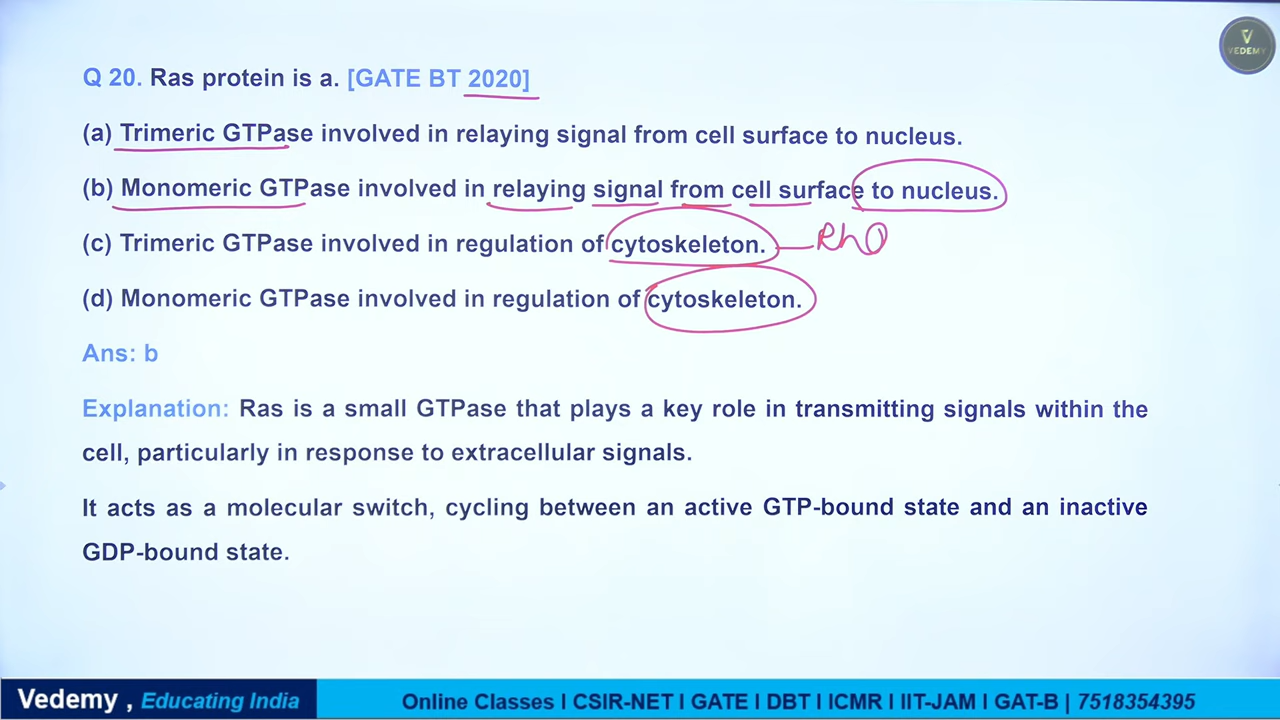 V
VEDEMY
Q 20. Ras protein is a. [GATE BT 2020]
(a) Trimeric GTPase involved in relaying signal from cell surface to nucleus.
(b) Monomeric GTPase involved in relaying signal from cell surface to nucleus.
(c) Trimeric GTPase involved in regulation of cytoskeleton. Rho
(d) Monomeric GTPase involved in regulation of cytoskeleton.
Ans: b
Explanation: Ras is a small GTPase that plays a key role in transmitting signals within the
cell, particularly in response to extracellular signals.
It acts as a molecular switch, cycling between an active GTP-bound state and an inactive
GDP-bound state.
Vedemy , Educating India
Online Classes I CSIR-NET I GATE I DBT I ICMR I IIT-JAM I GAT-B | 7518354395